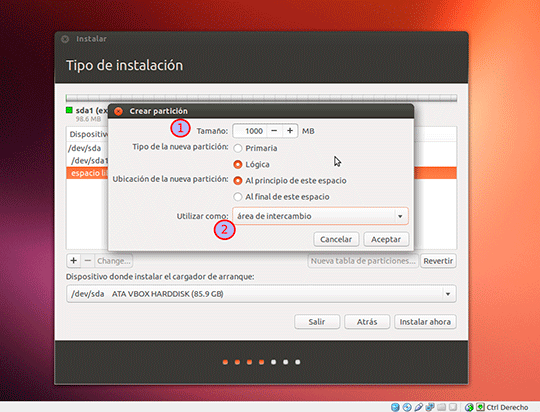 Instalar
Tipo de instalación
sda1 (ex
98.6 MB
Crear partición
1
Tamaño: 1000 − + MB
Dispositivo
Tipo de la nueva partición: Primaria
/dev/sda
/dev/sda1
Lógica
espacio li
Ubicación de la nueva partición: Al principio de este espacio
Al final de este espacio
Utilizar como: área de intercambio
2
Cancelar Aceptar
+ − Change... Nueva tabla de particiones... Revertir
Dispositivo donde instalar el cargador de arranque:
/dev/sda ATA VBOX HARDDISK (85.9 GB)
Salir Atrás Instalar ahora
Ctrl Derecho